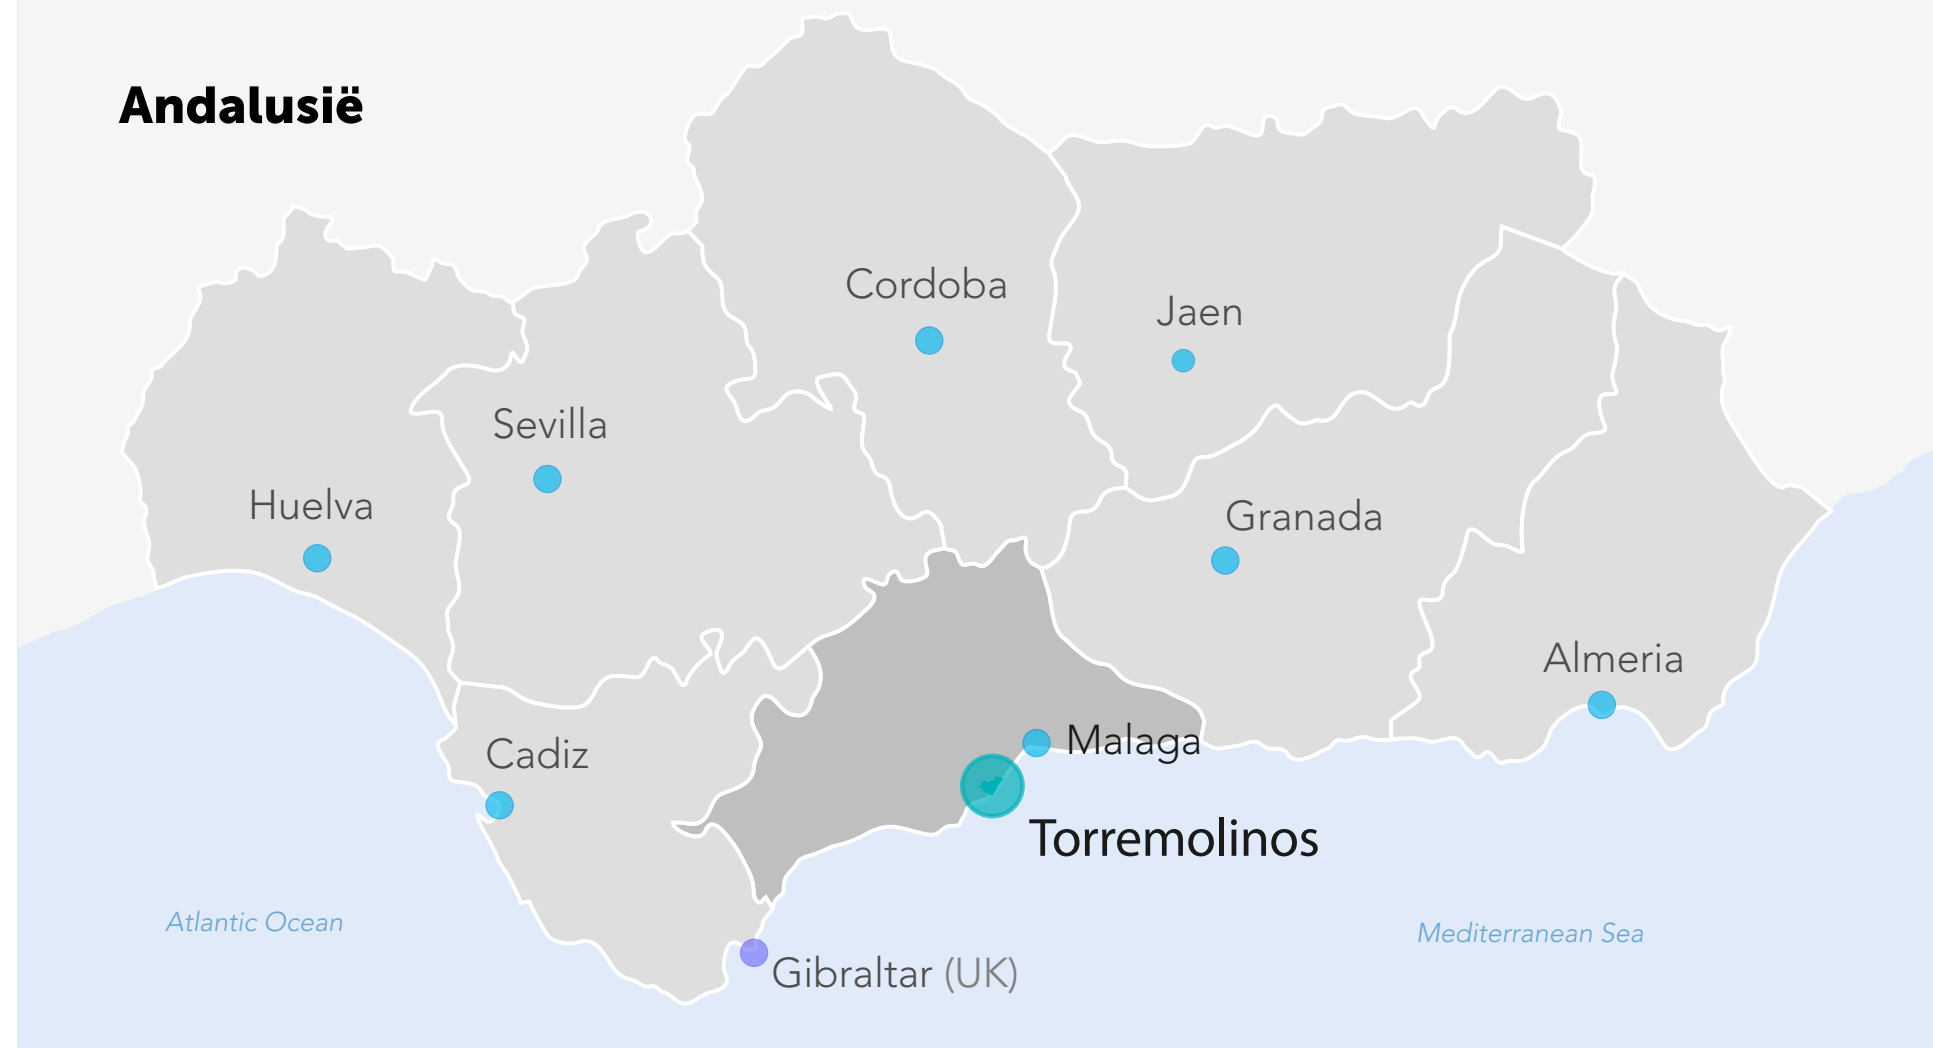 Andalusië
Cordoba
Jaen
Sevilla
Huelva
Granada
Almeria
Malaga
Cadiz
Torremolinos
Atlantic Ocean
Mediterranean Sea
Gibraltar (UK)